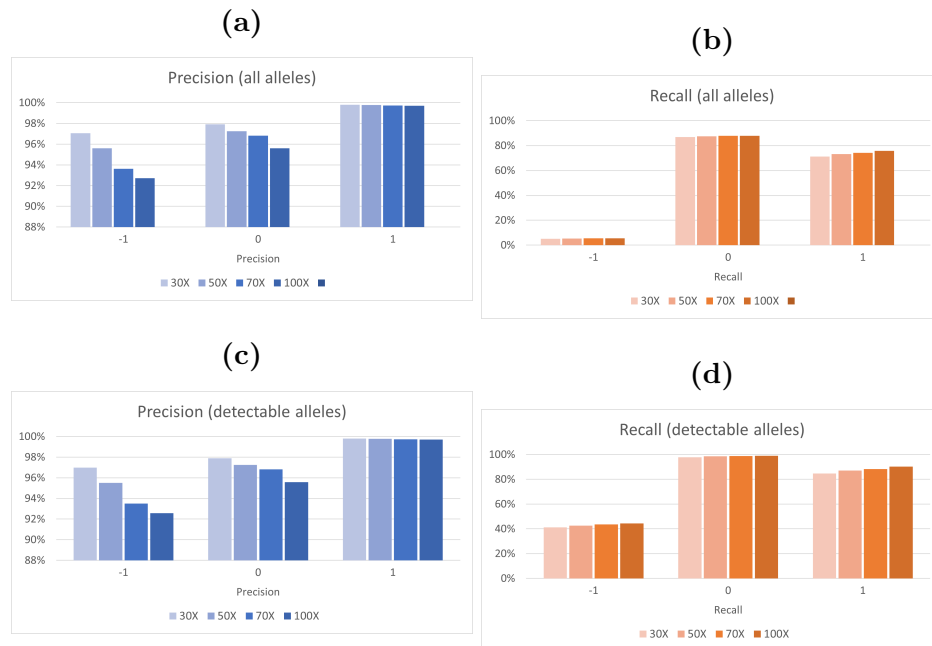 (a)
Precision (all alleles)
100%
98%
96%
94%
92%
90%
88%
-1 0 1
Precision
30X 50X 70X 100X
(b)
Recall (all alleles)
100%
80%
60%
40%
20%
0%
-1 0 1
Recall
30X 50X 70X 100X
(c)
Precision (detectable alleles)
100%
98%
96%
94%
92%
90%
88%
-1 0 1
Precision
30X 50X 70X 100X
(d)
Recall (detectable alleles)
100%
80%
60%
40%
20%
0%
-1 0 1
Recall
30X 50X 70X 100X